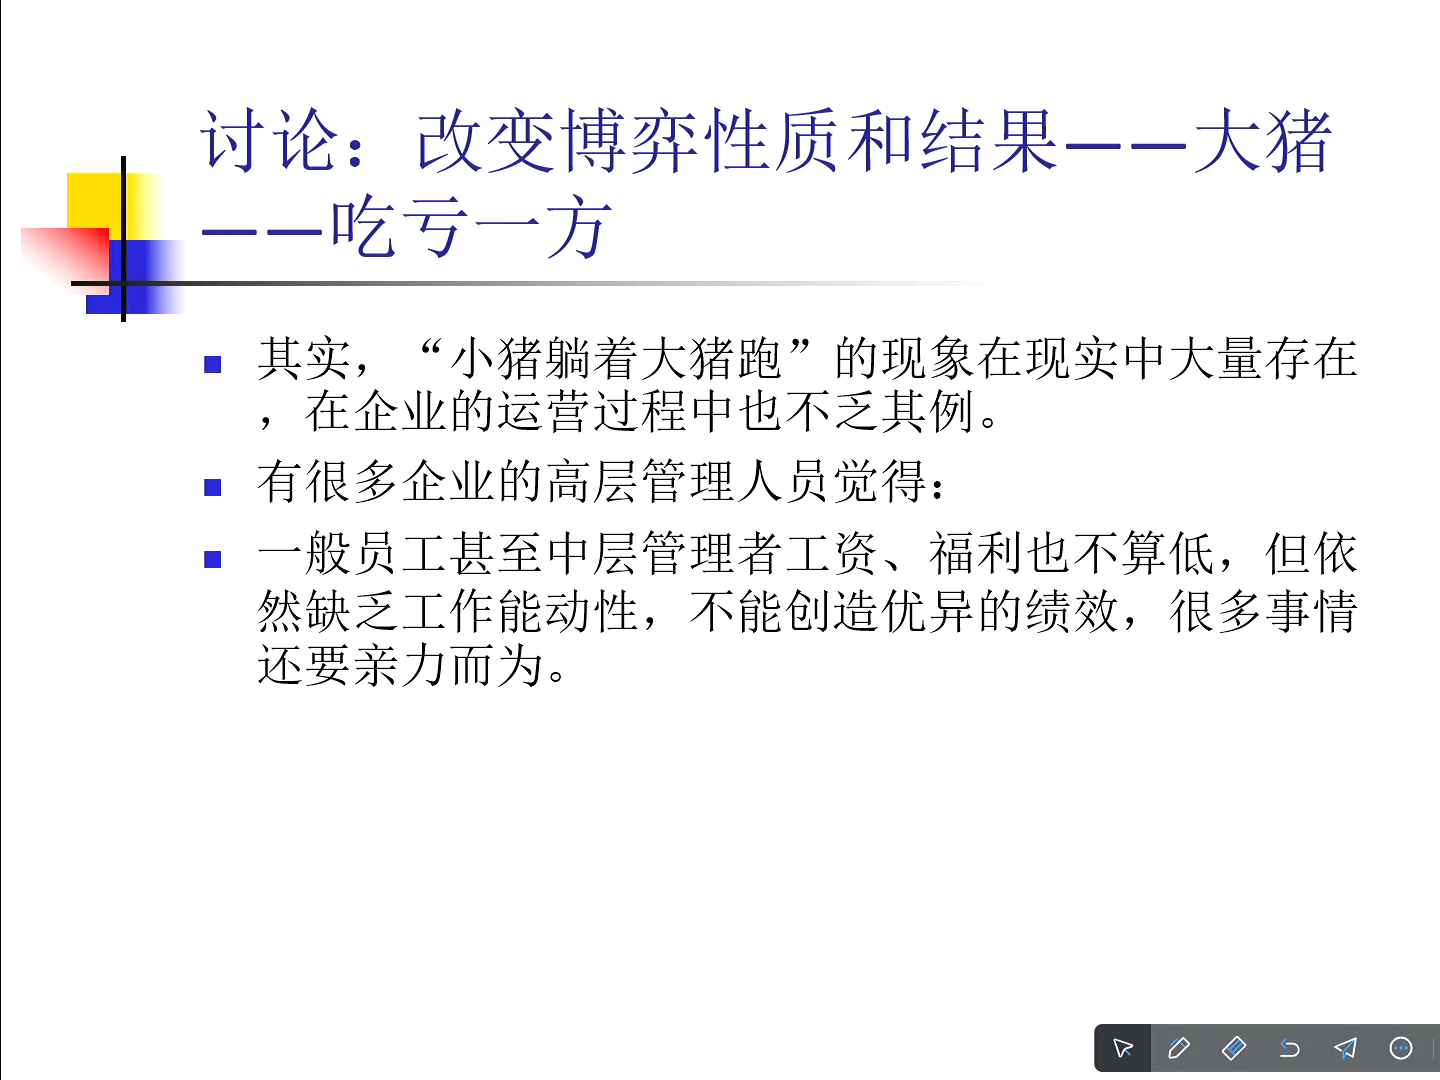 讨论：改变博弈性质和结果——大猪
——吃亏一方
其实，“小猪躺着大猪跑”的现象在现实中大量存在
，在企业的运营过程中也不乏其例。
有很多企业的高层管理人员觉得：
一般员工甚至中层管理者工资、福利也不算低，但依
然缺乏工作能动性，不能创造优异的绩效，很多事情
还要亲力而为。